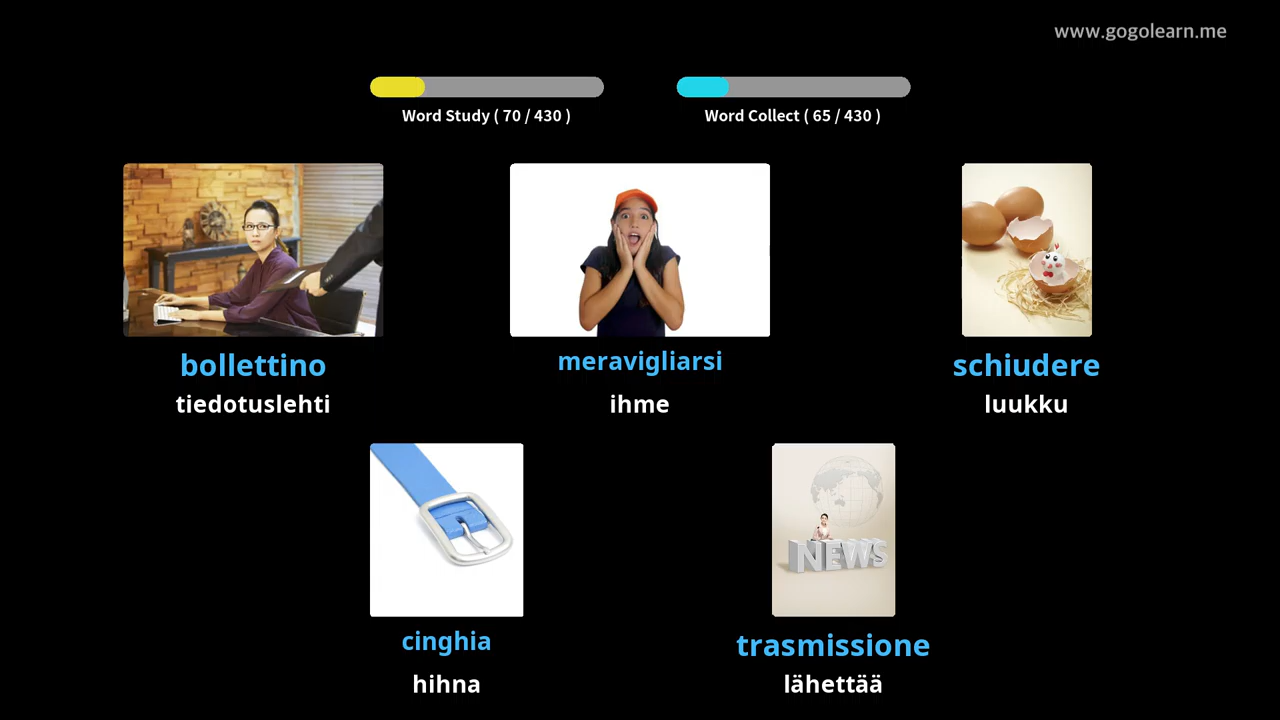 www.gogolearn.me
Word Study ( 70 / 430 )
Word Collect ( 65 / 430 )
bollettino
tiedotuslehti
meravigliarsi
ihme
schiudere
luukku
NEWS
cinghia
hihna
trasmissione
lähettää